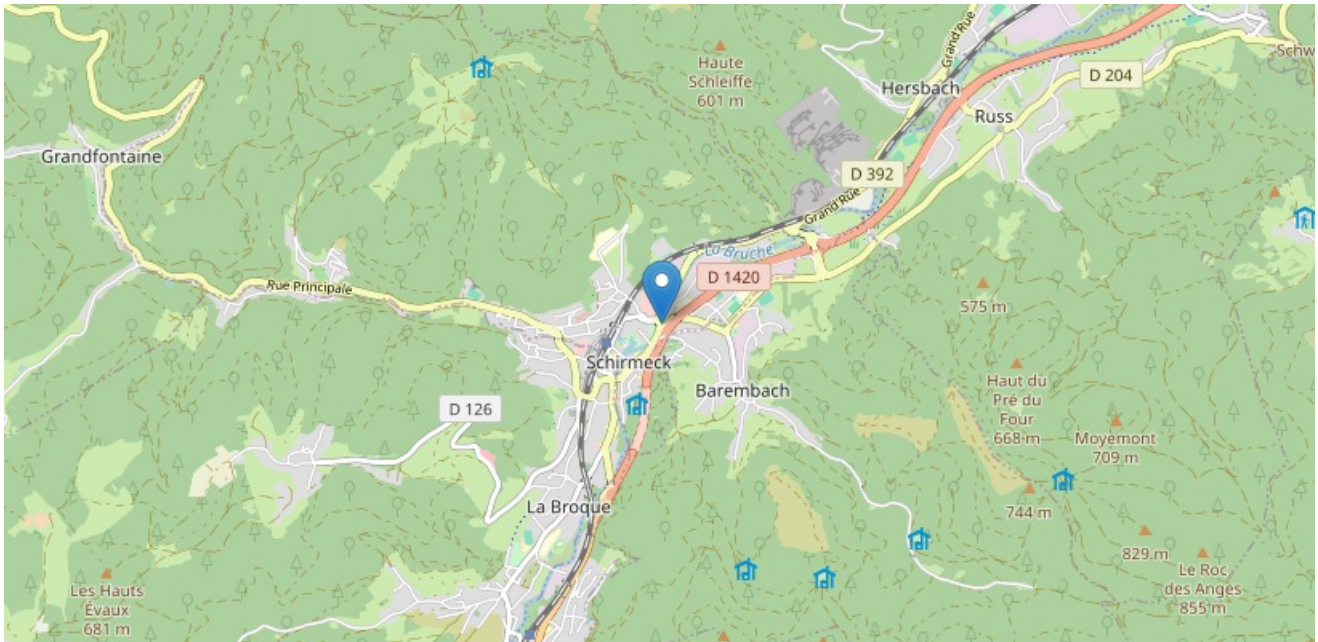 Grand'Rue
Haute
Schleiffe
601 m
Schw
D 204
Hersbach
Russ
Grandfontaine
D 392
Grand'Rue
La Bruche
D 1420
Rue Principale
575 m
Schirmeck
Barembach
Haut du
Pré du
Four
668 m
D 126
Moyemont
709 m
La Broque
744 m
829 m
Le Roc
des Anges
855 m
Les Hauts
Évaux
681 m